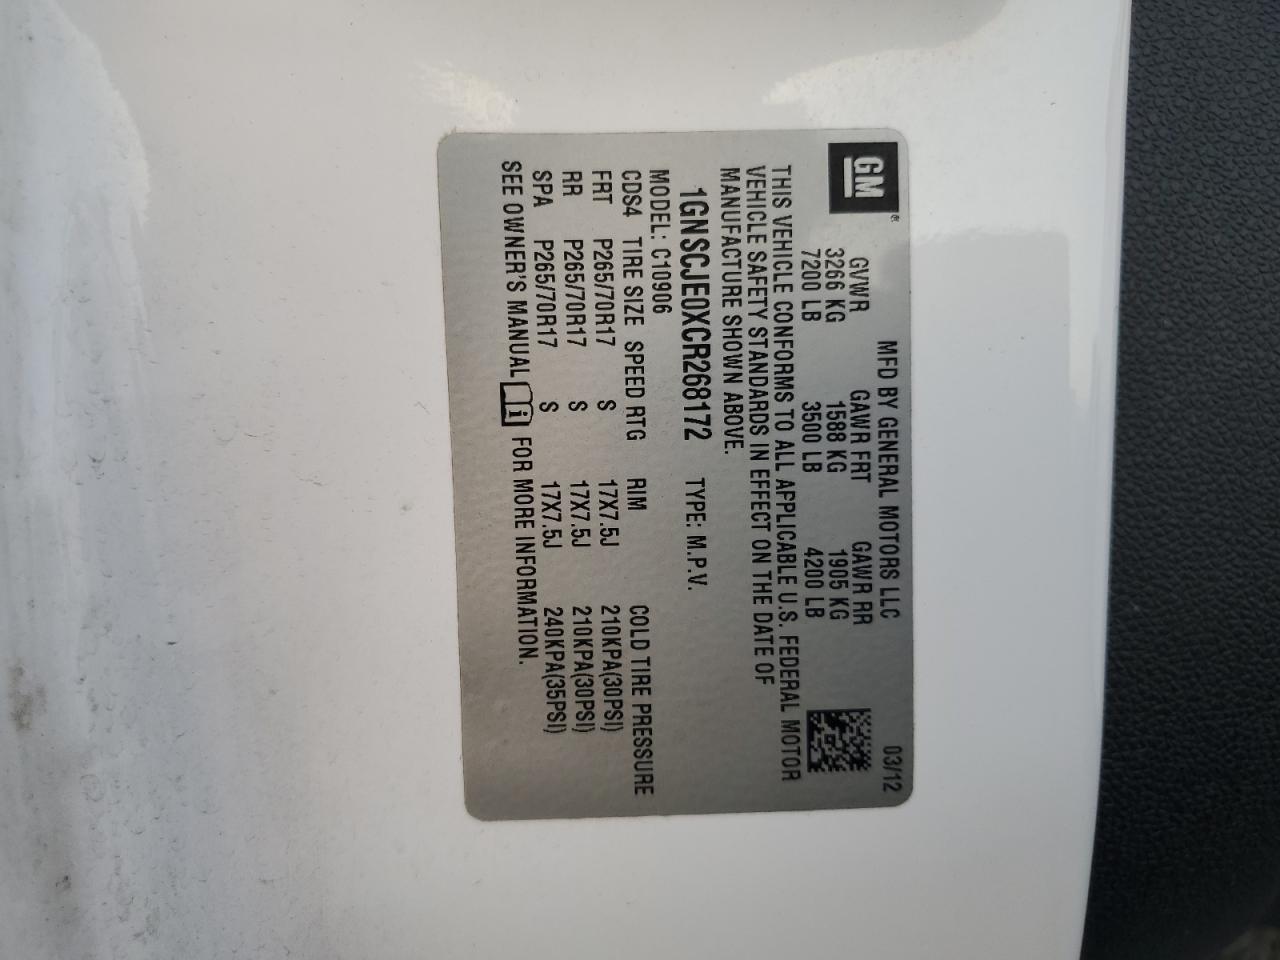 GM®
MFD BY GENERAL MOTORS LLC 03/12
GVWR GAWR FRT GAWR RR
3266 KG 1588 KG 1905 KG
7200 LB 3500 LB 4200 LB
THIS VEHICLE CONFORMS TO ALL APPLICABLE U.S. FEDERAL MOTOR
VEHICLE SAFETY STANDARDS IN EFFECT ON THE DATE OF
MANUFACTURE SHOWN ABOVE.
1GNSCJE0XCR268172 TYPE: M.P.V.
MODEL: C10906
CDS4 TIRE SIZE SPEED RTG RIM COLD TIRE PRESSURE
FRT P265/70R17 S 17X7.5J 210KPA(30PSI)
RR P265/70R17 S 17X7.5J 210KPA(30PSI)
SPA P265/70R17 S 17X7.5J 240KPA(35PSI)
SEE OWNER'S MANUAL i FOR MORE INFORMATION.